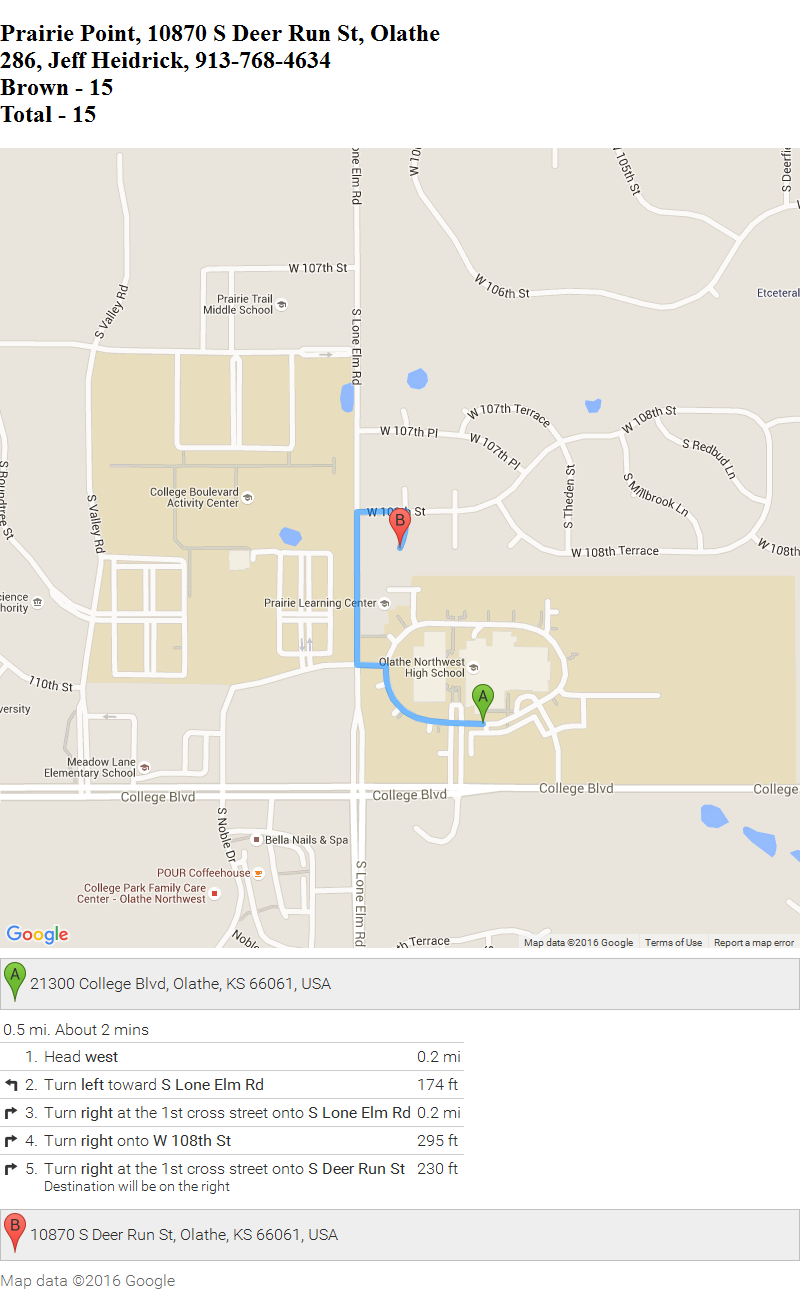 Prairie Point, 10870 S Deer Run St, Olathe
286, Jeff Heidrick, 913-768-4634
Brown - 15
Total - 15
one Elm Rd
W 10
W 105th St
S Deerfi
W 107th St
Prairie Trail
Middle School
W 106th St
Etceteral
S Valley Rd
S Lone Elm Rd
W 107th Terrace
W 108th St
W 107th Pl
W 107th Pl
S Redbud Ln
S Roundtree St
S Valley Rd
College Boulevard
Activity Center
S Theden St
S Millbrook Ln
W 108th St
B
W 108th Terrace
W 108th
cience
hority
Prairie Learning Center
Olathe Northwest
High School
110th St
A
versity
Meadow Lane
Elementary School
College Blvd
College Blvd
College Blvd
College
S Noble Dr
Bella Nails & Spa
POUR Coffeehouse
College Park Family Care
Center - Olathe Northwest
S Lone Elm Rd
Noble
th Terrace
Google
Map data ©2016 Google
Terms of Use
Report a map error
A
21300 College Blvd, Olathe, KS 66061, USA
0.5 mi. About 2 mins
1. Head west 0.2 mi
2. Turn left toward S Lone Elm Rd 174 ft
3. Turn right at the 1st cross street onto S Lone Elm Rd 0.2 mi
4. Turn right onto W 108th St 295 ft
5. Turn right at the 1st cross street onto S Deer Run St 230 ft
Destination will be on the right
B
10870 S Deer Run St, Olathe, KS 66061, USA
Map data ©2016 Google